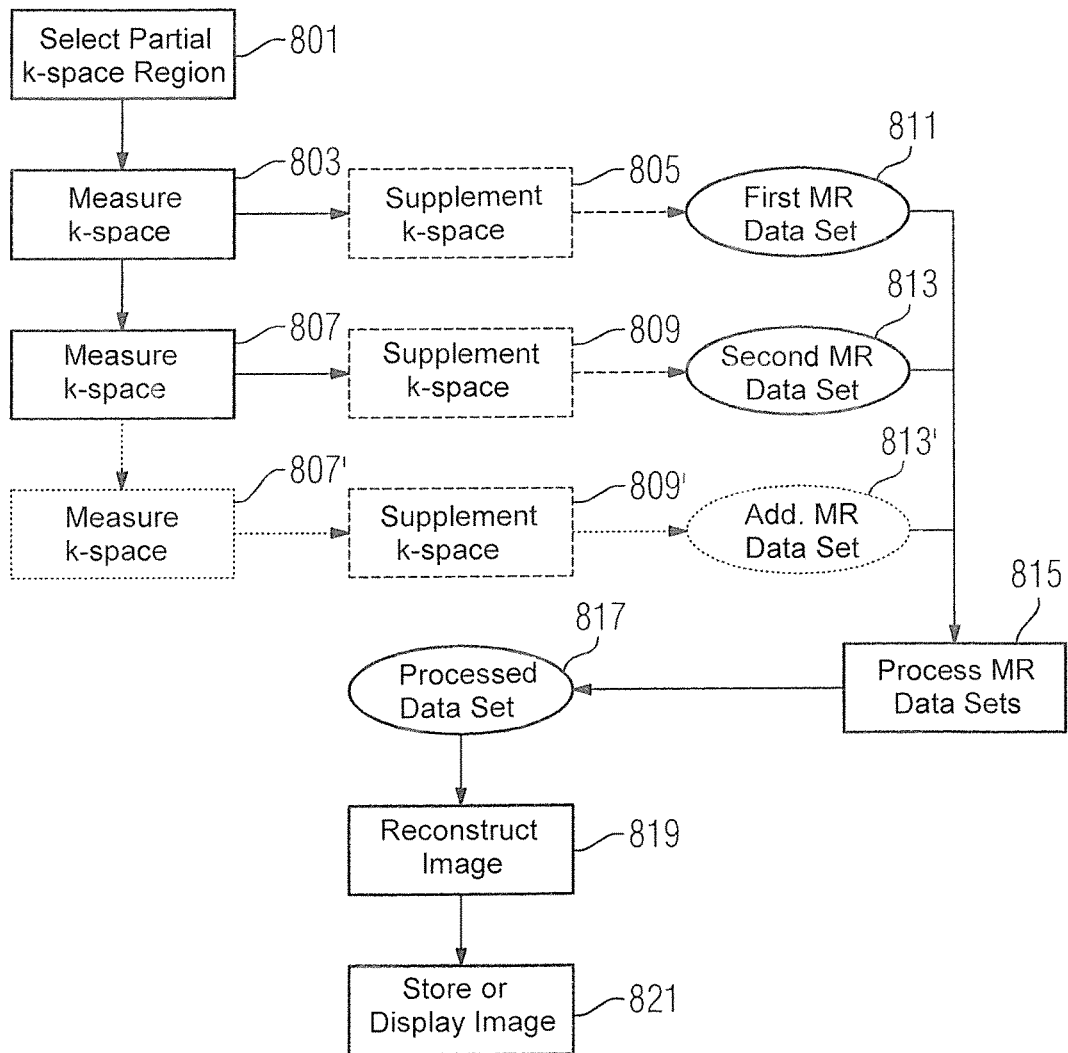 Select Partial
k-space Region
801
Measure
k-space
803
Supplement
k-space
805
First MR
Data Set
811
Measure
k-space
807
Supplement
k-space
809
Second MR
Data Set
813
Measure
k-space
807'
Supplement
k-space
809'
Add. MR
Data Set
813'
Process MR
Data Sets
815
Processed
Data Set
817
Reconstruct
Image
819
Store or
Display Image
821